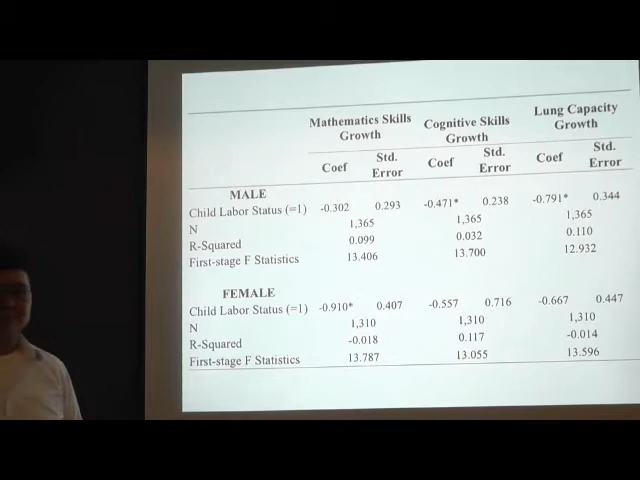 Mathematics Skills Growth Cognitive Skills Growth Lung Capacity Growth
Coef Std. Error Coef Std. Error Coef Std. Error
MALE
Child Labor Status (=1) -0.302 0.293 -0.471* 0.238 -0.791* 0.344
N 1,365 1,365 1,365
R-Squared 0.099 0.032 0.110
First-stage F Statistics 13.406 13.700 12.932
FEMALE
Child Labor Status (=1) -0.910* 0.407 -0.557 0.716 -0.667 0.447
N 1,310 1,310 1,310
R-Squared -0.018 0.117 -0.014
First-stage F Statistics 13.787 13.055 13.596